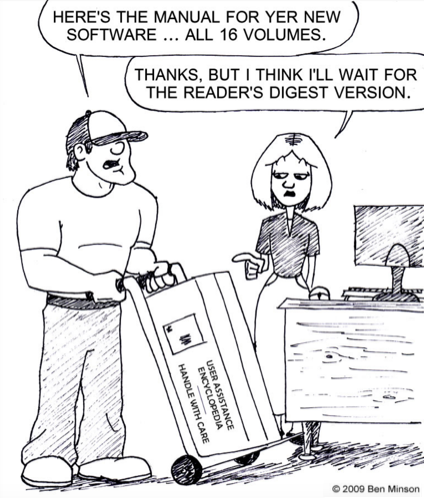 HERE'S THE MANUAL FOR YER NEW
SOFTWARE ... ALL 16 VOLUMES.
THANKS, BUT I THINK I'LL WAIT FOR
THE READER'S DIGEST VERSION.
USER ASSISTANCE
ENCYCLOPEDIA
HANDLE WITH CARE
© 2009 Ben Minson